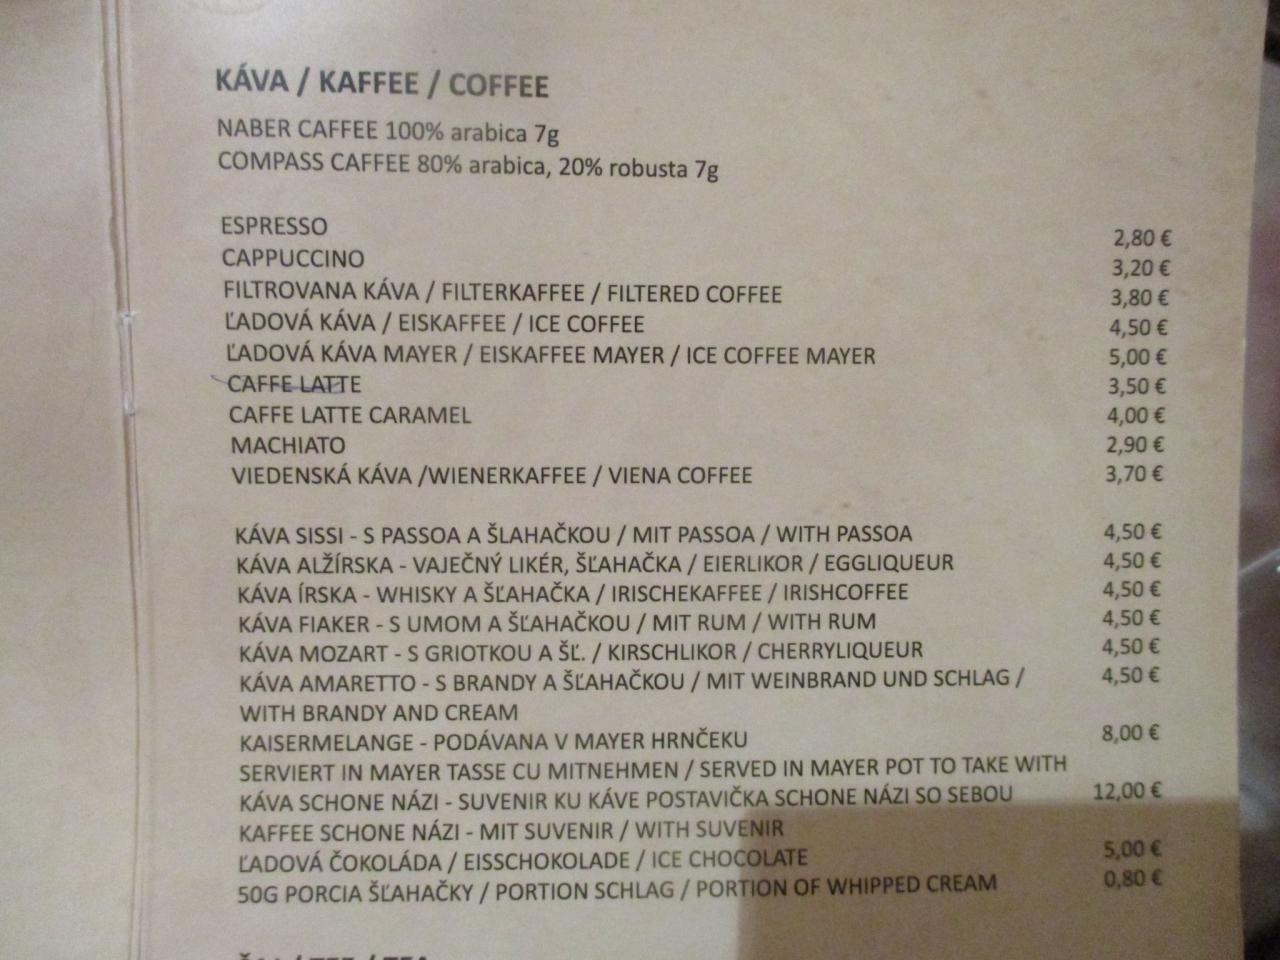 KÁVA / KAFFEE / COFFEE
NABER CAFFEE 100% arabica 7g
COMPASS CAFFEE 80% arabica, 20% robusta 7g
ESPRESSO 2,80 €
CAPPUCCINO 3,20 €
FILTROVANA KÁVA / FILTERKAFFEE / FILTERED COFFEE 3,80 €
ĽADOVÁ KÁVA / EISKAFFEE / ICE COFFEE 4,50 €
ĽADOVÁ KÁVA MAYER / EISKAFFEE MAYER / ICE COFFEE MAYER 5,00 €
CAFFE LATTE 3,50 €
CAFFE LATTE CARAMEL 4,00 €
MACHIATO 2,90 €
VIEDENSKÁ KÁVA /WIENERKAFFEE / VIENA COFFEE 3,70 €
KÁVA SISSI - S PASSOA A ŠLAHAČKOU / MIT PASSOA / WITH PASSOA 4,50 €
KÁVA ALŽÍRSKA - VAJEČNÝ LIKÉR, ŠĽAHAČKA / EIERLIKOR / EGGLIQUEUR 4,50 €
KÁVA ÍRSKA - WHISKY A ŠĽAHAČKA / IRISCHEKAFFEE / IRISHCOFFEE 4,50 €
KÁVA FIAKER - S UMOM A ŠĽAHAČKOU / MIT RUM / WITH RUM 4,50 €
KÁVA MOZART - S GRIOTKOU A ŠĽ. / KIRSCHLIKOR / CHERRYLIQUEUR 4,50 €
KÁVA AMARETTO - S BRANDY A ŠĽAHAČKOU / MIT WEINBRAND UND SCHLAG / 4,50 €
WITH BRANDY AND CREAM
KAISERMELANGE - PODÁVANA V MAYER HRNČEKU 8,00 €
SERVIERT IN MAYER TASSE CU MITNEHMEN / SERVED IN MAYER POT TO TAKE WITH
KÁVA SCHONE NÁZI - SUVENIR KU KÁVE POSTAVIČKA SCHONE NÁZI SO SEBOU 12,00 €
KAFFEE SCHONE NÁZI - MIT SUVENIR / WITH SUVENIR
ĽADOVÁ ČOKOLÁDA / EISSCHOKOLADE / ICE CHOCOLATE 5,00 €
50G PORCIA ŠĽAHAČKY / PORTION SCHLAG / PORTION OF WHIPPED CREAM 0,80 €